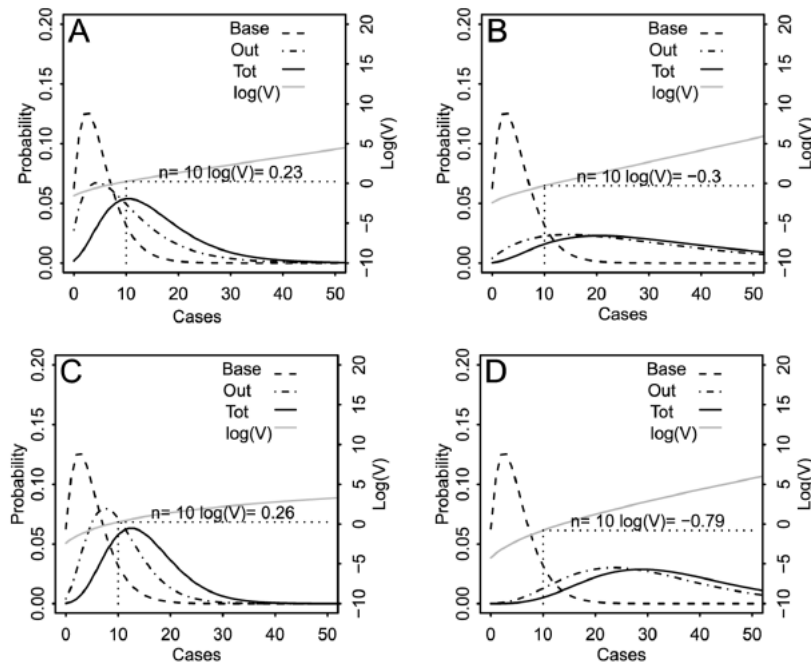 A
Base
Out
Tot
log(V)
n= 10 log(V)= 0.23
Probability
0.00 0.05 0.10 0.15 0.20
Log(V)
−10 −5 0 5 10 15 20
0 10 20 30 40 50
Cases
B
Base
Out
Tot
log(V)
n= 10 log(V)= −0.3
Probability
0.00 0.05 0.10 0.15 0.20
Log(V)
−10 −5 0 5 10 15 20
0 10 20 30 40 50
Cases
C
Base
Out
Tot
log(V)
n= 10 log(V)= 0.26
Probability
0.00 0.05 0.10 0.15 0.20
Log(V)
−10 −5 0 5 10 15 20
0 10 20 30 40 50
Cases
D
Base
Out
Tot
log(V)
n= 10 log(V)= −0.79
Probability
0.00 0.05 0.10 0.15 0.20
Log(V)
−10 −5 0 5 10 15 20
0 10 20 30 40 50
Cases